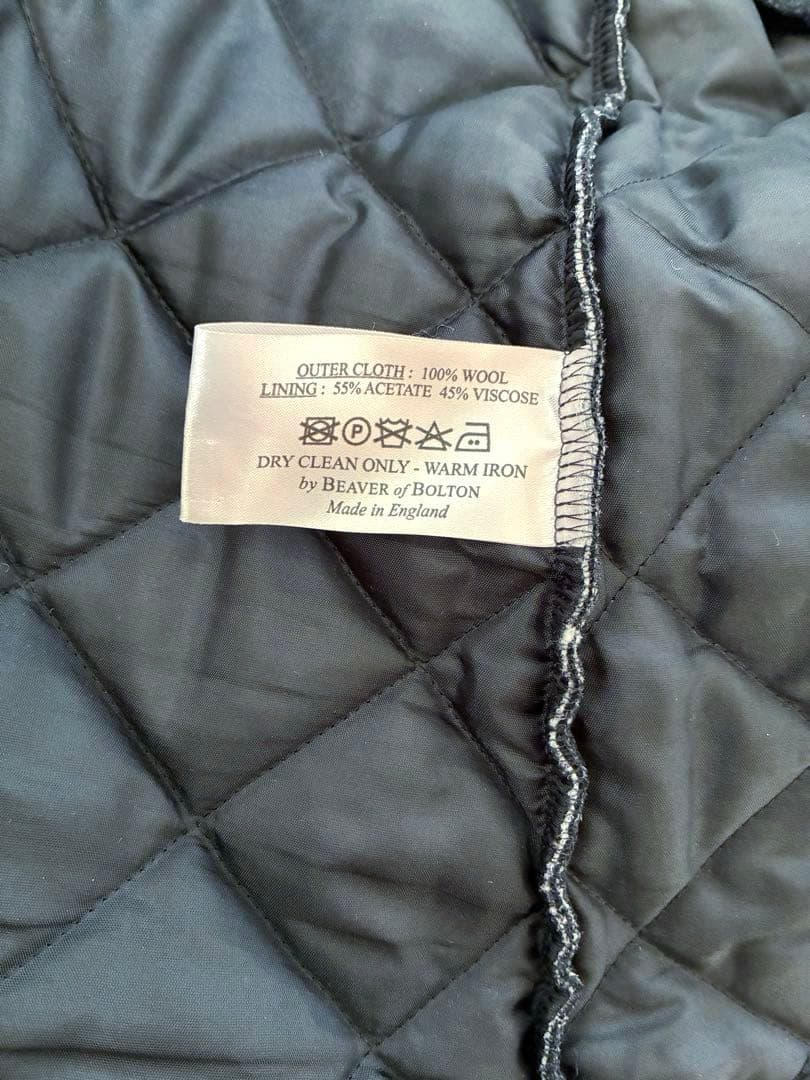 OUTER CLOTH : 100% WOOL
LINING : 55% ACETATE 45% VISCOSE
P
DRY CLEAN ONLY - WARM IRON
by BEAVER of BOLTON
Made in England